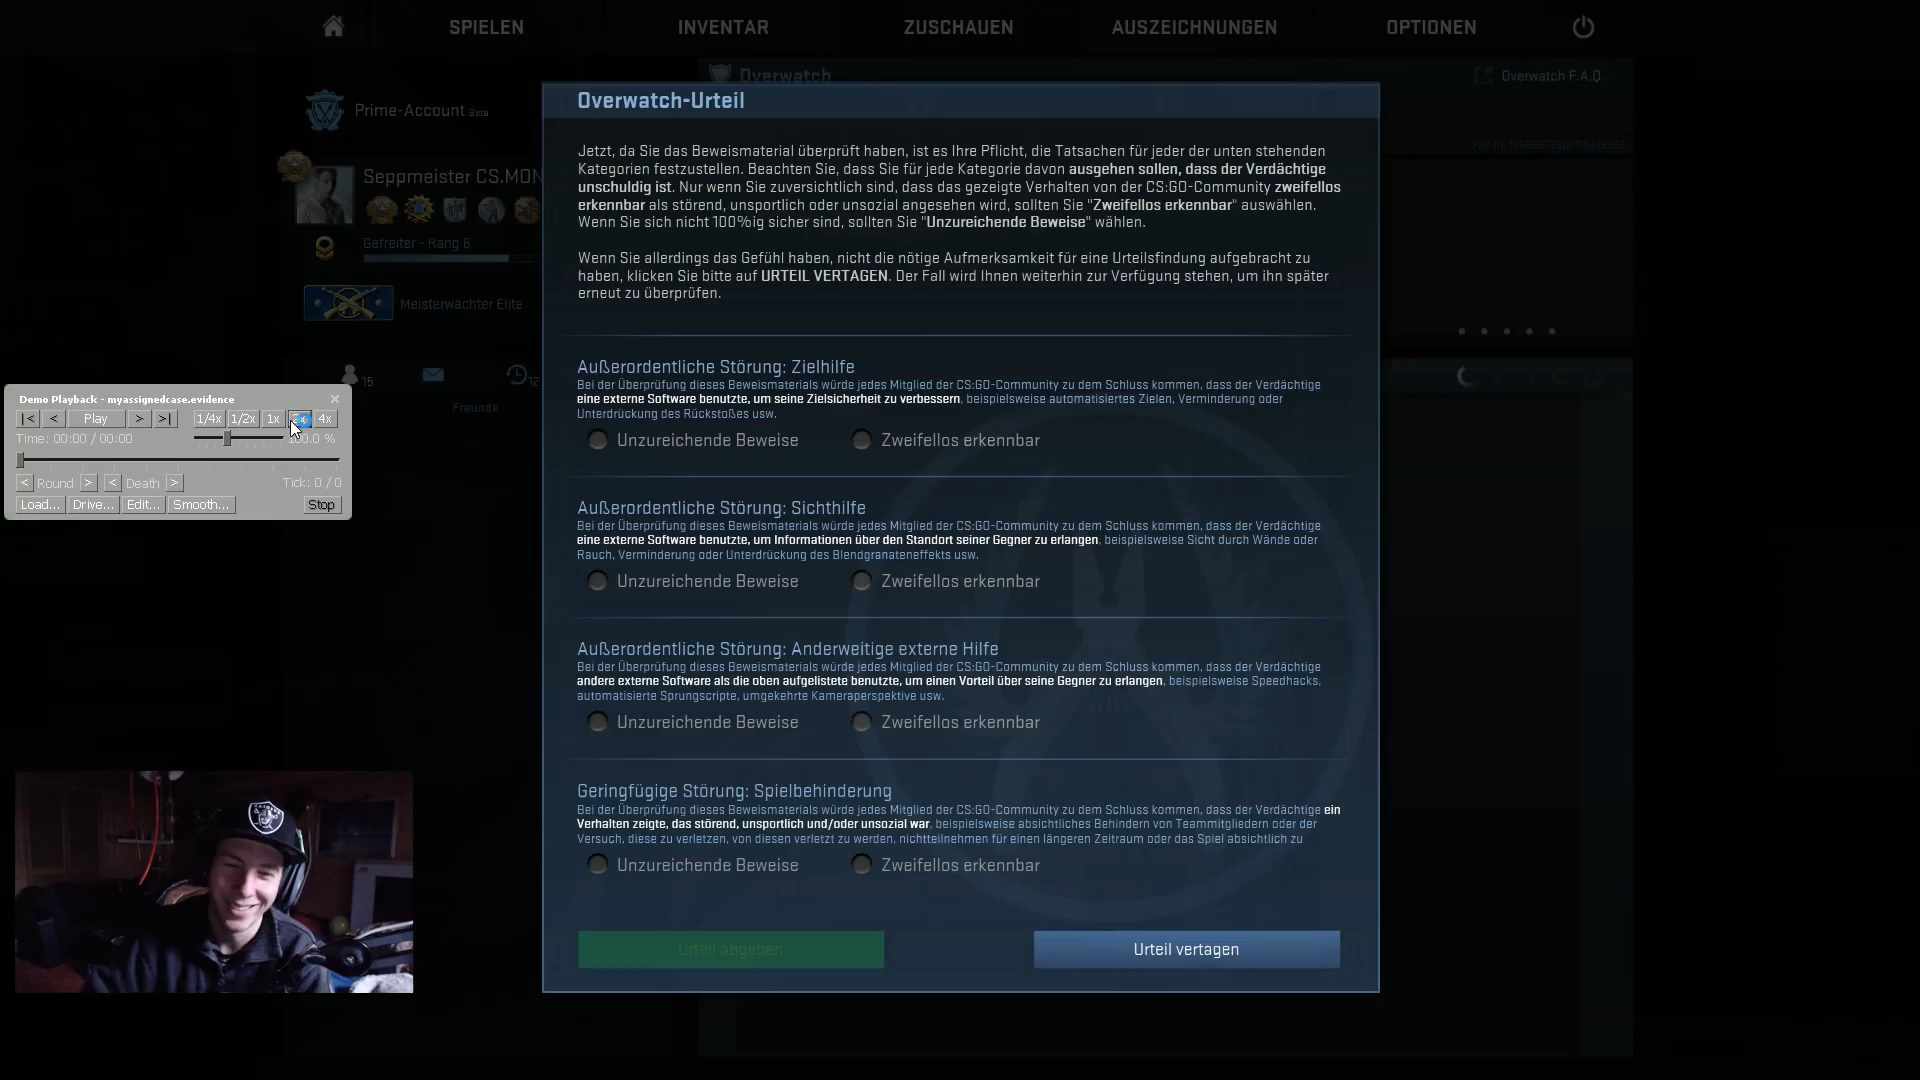 SPIELEN INVENTAR ZUSCHAUEN AUSZEICHNUNGEN OPTIONEN
Overwatch
Overwatch F.A.Q.
Prime-Account Beta
Seppmeister CS.MON
Gefreiter - Rang 6
Meisterwächter Elite
15
12
Freunde
Demo Playback - myassignedcase.evidence
|< < Play > >| 1/4x 1/2x 1x 2x 4x
Time: 00:00 / 00:00
< Round > < Death > Tick: 0 / 0
Load... Drive... Edit... Smooth... Stop
Overwatch-Urteil
Jetzt, da Sie das Beweismaterial überprüft haben, ist es Ihre Pflicht, die Tatsachen für jeder der unten stehenden
Kategorien festzustellen. Beachten Sie, dass Sie für jede Kategorie davon ausgehen sollen, dass der Verdächtige
unschuldig ist. Nur wenn Sie zuversichtlich sind, dass das gezeigte Verhalten von der CS:GO-Community zweifellos
erkennbar als störend, unsportlich oder unsozial angesehen wird, sollten Sie "Zweifellos erkennbar" auswählen.
Wenn Sie sich nicht 100%ig sicher sind, sollten Sie "Unzureichende Beweise" wählen.
Wenn Sie allerdings das Gefühl haben, nicht die nötige Aufmerksamkeit für eine Urteilsfindung aufgebracht zu
haben, klicken Sie bitte auf URTEIL VERTAGEN. Der Fall wird Ihnen weiterhin zur Verfügung stehen, um ihn später
erneut zu überprüfen.
Außerordentliche Störung: Zielhilfe
Bei der Überprüfung dieses Beweismaterials würde jedes Mitglied der CS:GO-Community zu dem Schluss kommen, dass der Verdächtige
eine externe Software benutzte, um seine Zielsicherheit zu verbessern, beispielsweise automatisiertes Zielen, Verminderung oder
Unterdrückung des Rückstoßes usw.
Unzureichende Beweise Zweifellos erkennbar
Außerordentliche Störung: Sichthilfe
Bei der Überprüfung dieses Beweismaterials würde jedes Mitglied der CS:GO-Community zu dem Schluss kommen, dass der Verdächtige
eine externe Software benutzte, um Informationen über den Standort seiner Gegner zu erlangen, beispielsweise Sicht durch Wände oder
Rauch, Verminderung oder Unterdrückung des Blendgranateneffekts usw.
Unzureichende Beweise Zweifellos erkennbar
Außerordentliche Störung: Anderweitige externe Hilfe
Bei der Überprüfung dieses Beweismaterials würde jedes Mitglied der CS:GO-Community zu dem Schluss kommen, dass der Verdächtige
andere externe Software als die oben aufgelistete benutzte, um einen Vorteil über seine Gegner zu erlangen, beispielsweise Speedhacks,
automatisierte Sprungscripte, umgekehrte Kameraperspektive usw.
Unzureichende Beweise Zweifellos erkennbar
Geringfügige Störung: Spielbehinderung
Bei der Überprüfung dieses Beweismaterials würde jedes Mitglied der CS:GO-Community zu dem Schluss kommen, dass der Verdächtige ein
Verhalten zeigte, das störend, unsportlich und/oder unsozial war, beispielsweise absichtliches Behindern von Teammitgliedern oder der
Versuch, diese zu verletzen, von diesen verletzt zu werden, nichtteilnehmen für einen längeren Zeitraum oder das Spiel absichtlich zu
Unzureichende Beweise Zweifellos erkennbar
Urteil abgeben Urteil vertagen